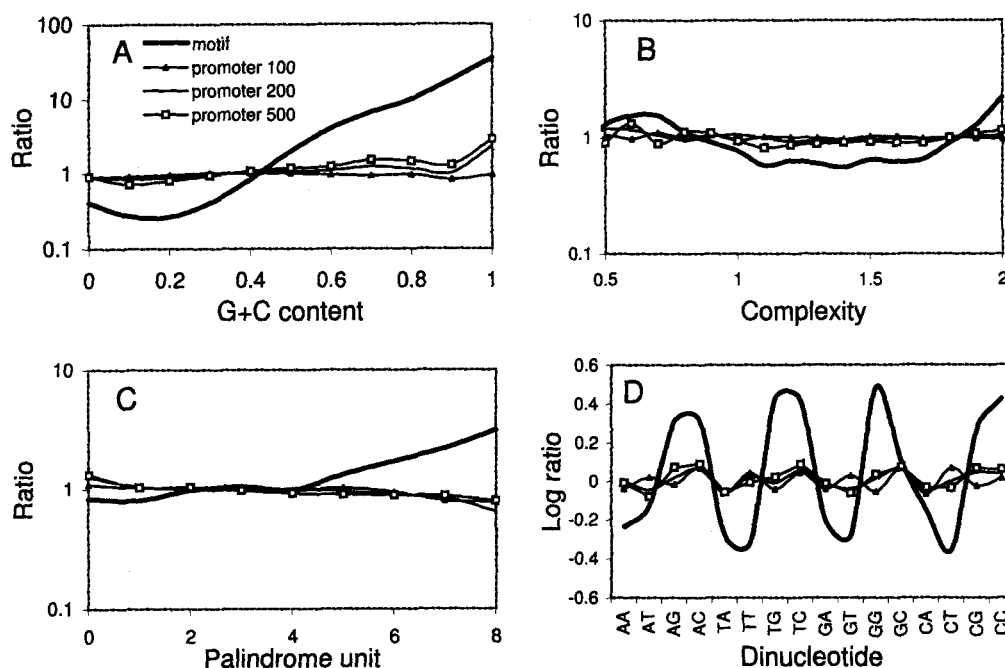 A
motif
promoter 100
promoter 200
promoter 500
100
10
1
0.1
Ratio
0 0.2 0.4 0.6 0.8 1
G+C content
B
10
1
0.1
Ratio
0.5 1 1.5 2
Complexity
C
10
1
0.1
Ratio
0 2 4 6 8
Palindrome unit
D
0.6
0.4
0.2
0
-0.2
-0.4
-0.6
Log ratio
AA AT AG AC TA TT TG TC GA GT GG GC CA CT CG CC
Dinucleotide